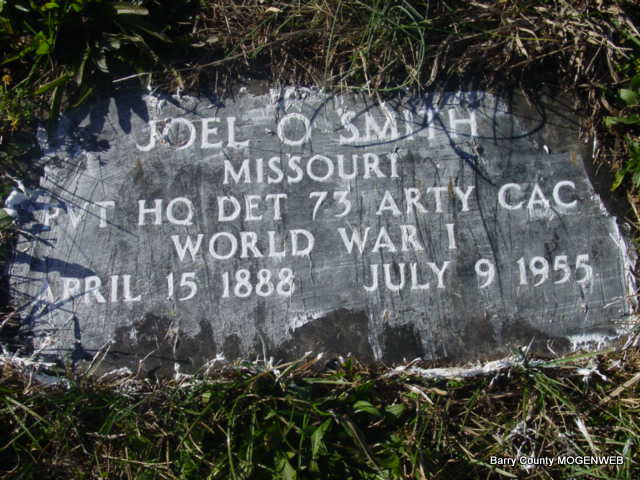 JOEL O SMITH
MISSOURI
PVT HQ DET 73 ARTY CAC
WORLD WAR I
APRIL 15 1888 JULY 9 1955
Barry County MOGENWEB